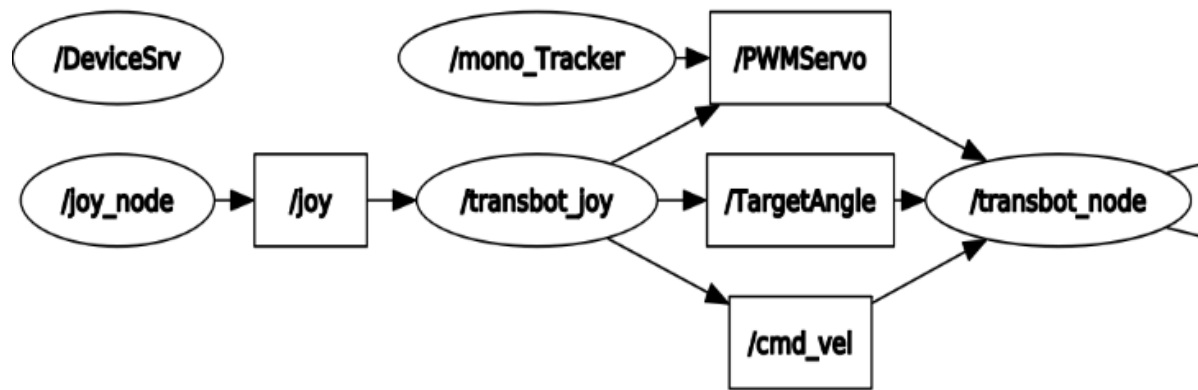 /DeviceSrv
/mono_Tracker
/PWMServo
/joy_node
/joy
/transbot_joy
/TargetAngle
/transbot_node
/cmd_vel